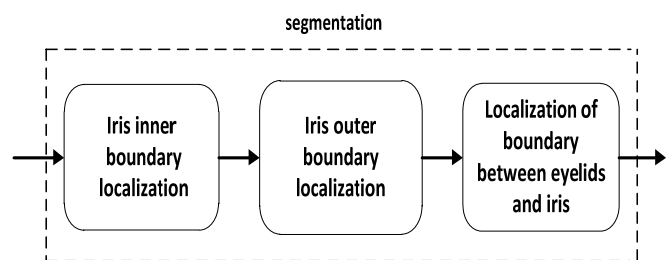 segmentation
Iris inner
boundary
localization
Iris outer
boundary
localization
Localization of
boundary
between eyelids
and iris